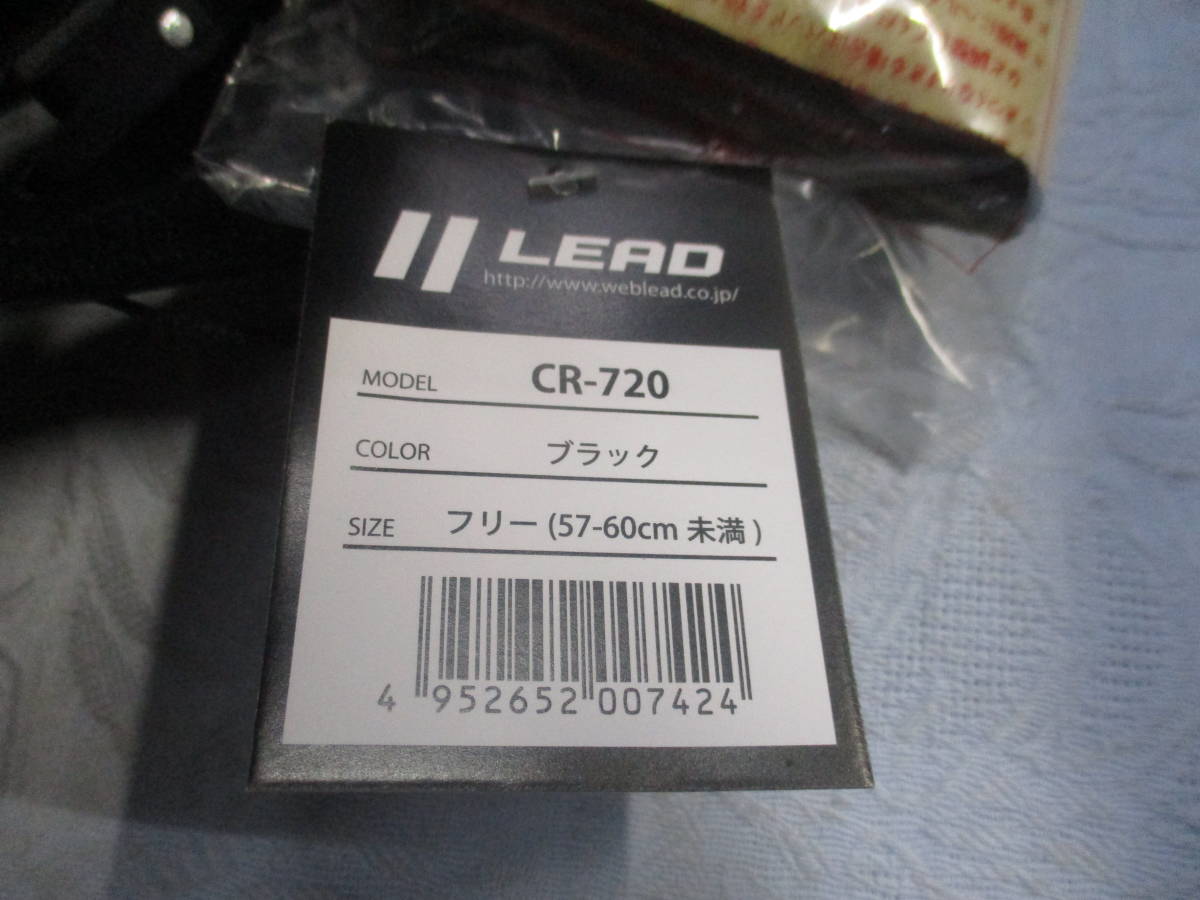 LEAD
http://www.weblead.co.jp/
MODEL CR-720
COLOR ブラック
SIZE フリー (57-60cm 未満 )
4 952652 007424